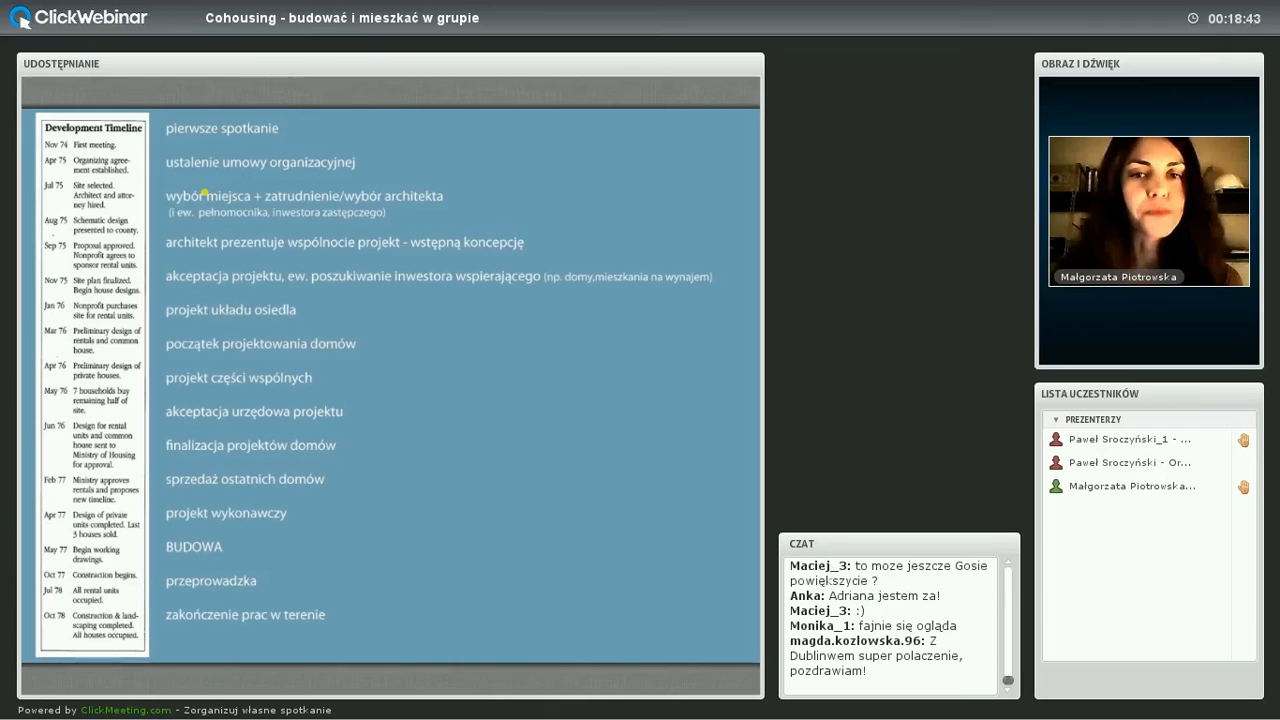 ClickWebinar
Cohousing - budować i mieszkać w grupie
00:18:43
UDOSTĘPNIANIE
Development Timeline
Nov 74 First meeting.
Apr 75 Organizing agree-
ment established.
Jul 75 Site selected.
Architect and attor-
ney hired.
Aug 75 Schematic design
presented to county.
Sep 75 Proposal approved.
Nonprofit agrees to
sponsor rental units.
Nov 75 Site plan finalized.
Begin house designs.
Jan 76 Nonprofit purchases
site for rental units.
Mar 76 Preliminary design of
rentals and common
house.
Apr 76 Preliminary design of
private houses.
May 76 7 households buy
remaining half of
site.
Jun 76 Design for rental
units and common
house sent to
Ministry of Housing
for approval.
Feb 77 Ministry approves
rentals and proposes
new timeline.
Apr 77 Design of private
units completed. Last
3 houses sold.
May 77 Begin working
drawings.
Oct 77 Construction begins.
Jul 78 All rental units
occupied.
Oct 78 Construction & land-
scaping completed.
All houses occupied.
pierwsze spotkanie
ustalenie umowy organizacyjnej
wybór miejsca + zatrudnienie/wybór architekta
(i ew. pełnomocnika, inwestora zastępczego)
architekt prezentuje wspólnocie projekt - wstępną koncepcję
akceptacja projektu, ew. poszukiwanie inwestora wspierającego (np. domy,mieszkania na wynajem)
projekt układu osiedla
początek projektowania domów
projekt części wspólnych
akceptacja urzędowa projektu
finalizacja projektów domów
sprzedaż ostatnich domów
projekt wykonawczy
BUDOWA
przeprowadzka
zakończenie prac w terenie
OBRAZ I DŹWIĘK
Małgorzata Piotrowska
LISTA UCZESTNIKÓW
PREZENTERZY
Paweł Sroczyński_1 - ...
Paweł Sroczyński - Or...
Małgorzata Piotrowska...
CZAT
Maciej_3: to moze jeszcze Gosie
powiększycie ?
Anka: Adriana jestem za!
Maciej_3: :)
Monika_1: fajnie się ogląda
magda.kozlowska.96: Z
Dublinwem super polaczenie,
pozdrawiam!
Powered by ClickMeeting.com - Zorganizuj własne spotkanie